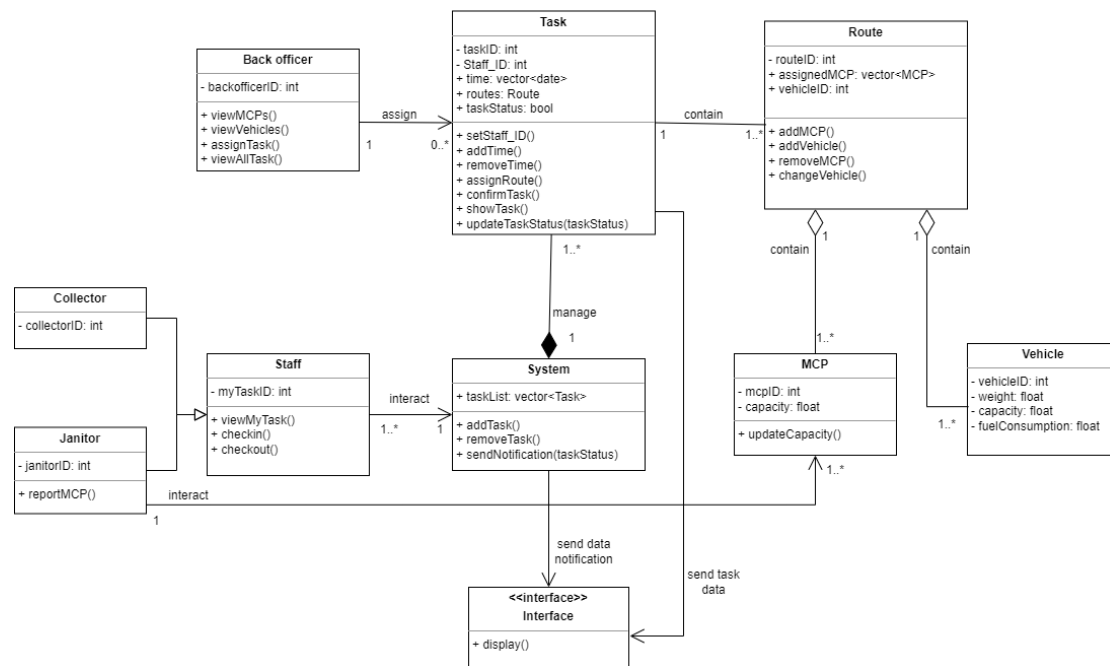 Back officer
- backofficerID: int
+ viewMCPs()
+ viewVehicles()
+ assignTask()
+ viewAllTask()
assign
1
0..*
Task
- taskID: int
- Staff_ID: int
+ time: vector<date>
+ routes: Route
+ taskStatus: bool
+ setStaff_ID()
+ addTime()
+ removeTime()
+ assignRoute()
+ confirmTask()
+ showTask()
+ updateTaskStatus(taskStatus)
contain
1
1..*
Route
- routeID: int
+ assignedMCP: vector<MCP>
+ vehicleID: int
+ addMCP()
+ addVehicle()
+ removeMCP()
+ changeVehicle()
1
contain
1..*
1
contain
1..*
1..*
manage
1
Collector
- collectorID: int
Janitor
- janitorID: int
+ reportMCP()
Staff
- myTaskID: int
+ viewMyTask()
+ checkin()
+ checkout()
interact
1..*
1
System
+ taskList: vector<Task>
+ addTask()
+ removeTask()
+ sendNotification(taskStatus)
MCP
- mcpID: int
- capacity: float
+ updateCapacity()
Vehicle
- vehicleID: int
- weight: float
- capacity: float
- fuelConsumption: float
interact
1
1..*
send data
notification
send task
data
<<interface>>
Interface
+ display()